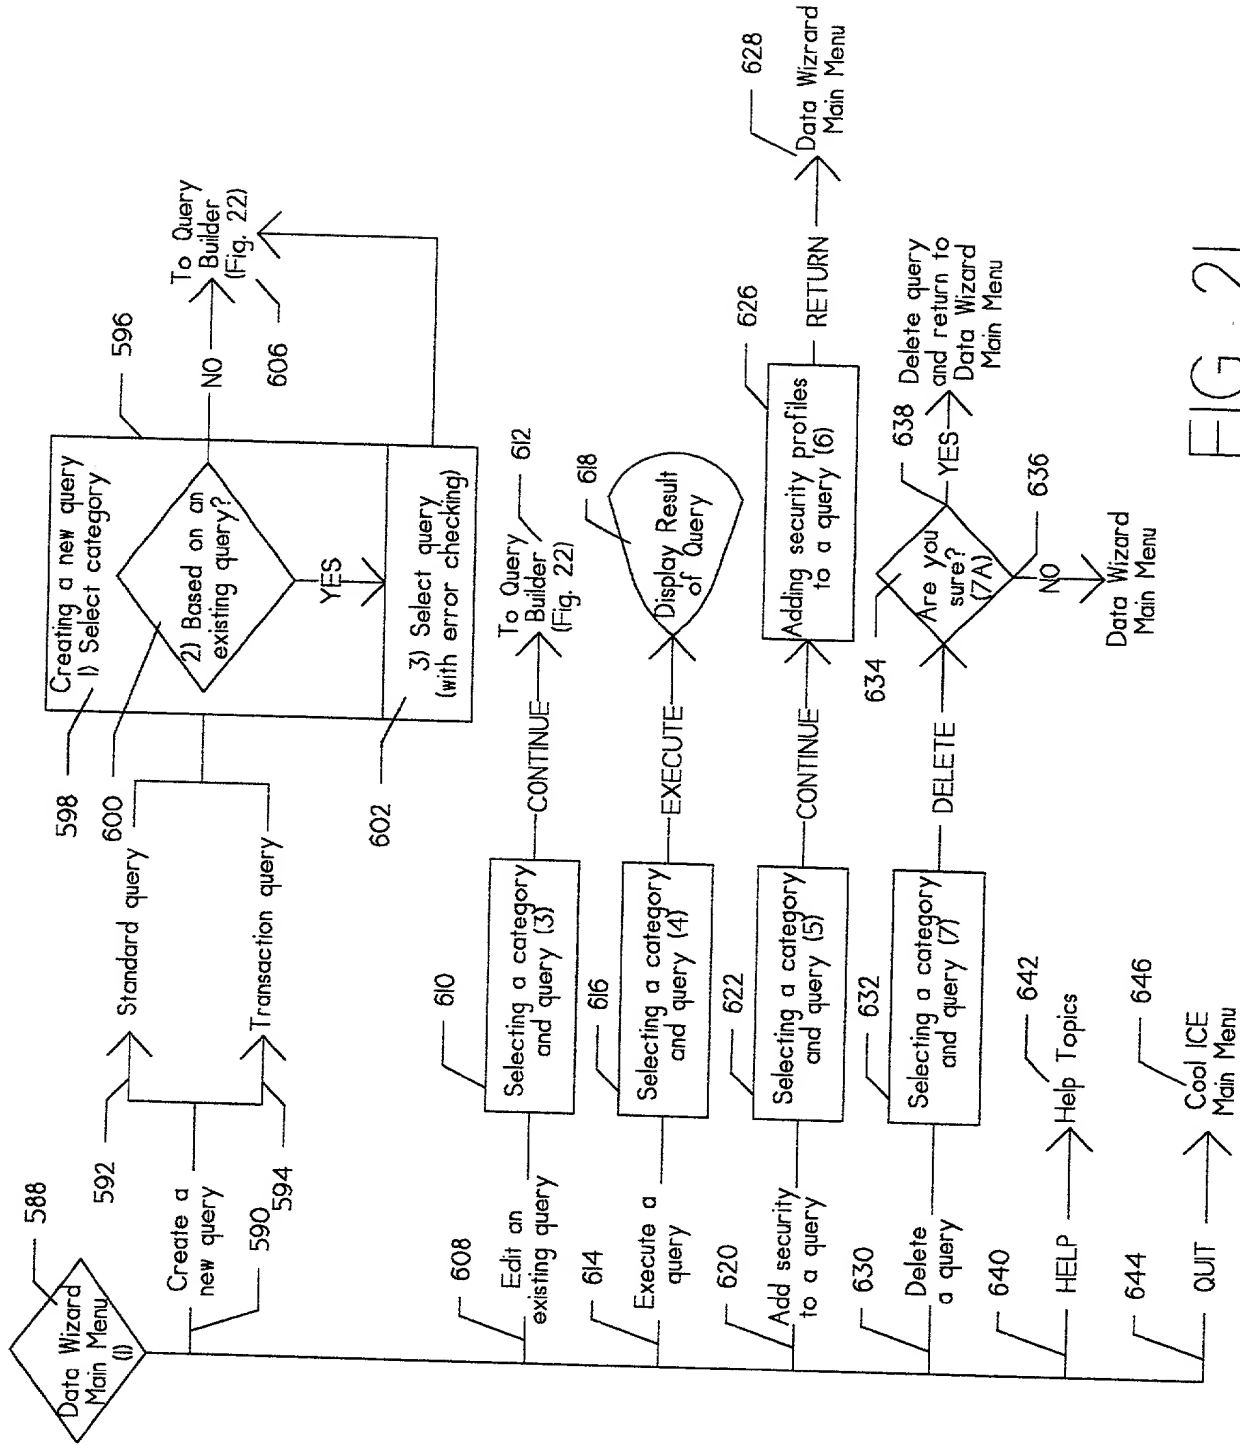 588
Data Wizard
Main Menu
(1)
Create a
new query
590
592
Standard query
594
Transaction query
596
Creating a new query
1) Select category
598
2) Based on an
existing query?
600
NO
YES
3) Select query
(with error checking)
602
To Query
Builder
(Fig. 22)
606
608
Edit an
existing query
610
Selecting a category
and query (3)
CONTINUE
To Query
Builder
(Fig. 22)
612
614
Execute a
query
616
Selecting a category
and query (4)
EXECUTE
618
Display Result
of Query
620
Add security
to a query
622
Selecting a category
and query (5)
CONTINUE
626
Adding security profiles
to a query (6)
RETURN
628
Data Wizrard
Main Menu
630
Delete
a query
632
Selecting a category
and query (7)
DELETE
634
Are you
sure?
(7A)
638
YES
Delete query
and return to
Data Wizard
Main Menu
636
NO
Data Wizard
Main Menu
640
HELP
642
Help Topics
644
QUIT
646
Cool ICE
Main Menu
FIG. 21